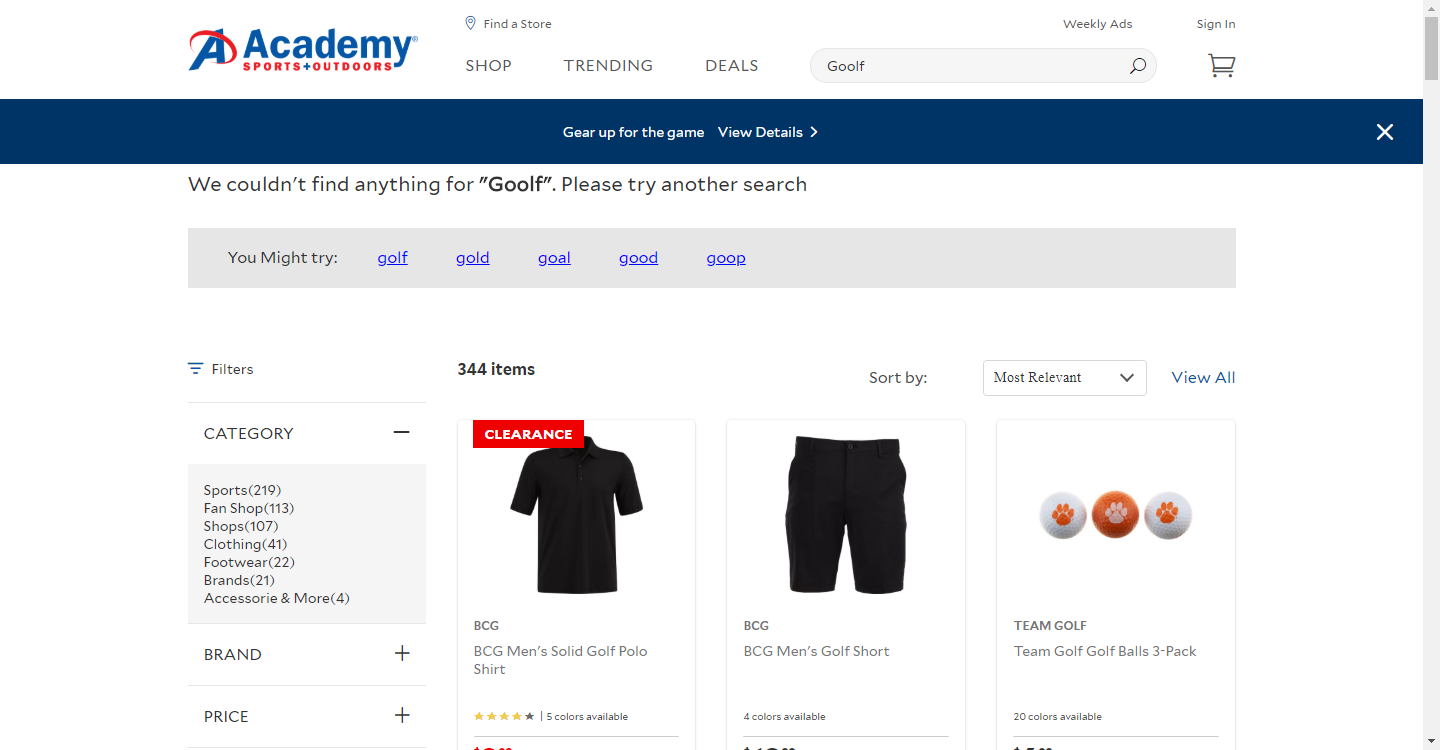 Find a Store
Weekly Ads
Sign In
Academy
SPORTS+OUTDOORS
SHOP
TRENDING
DEALS
Goolf
Gear up for the game View Details
We couldn't find anything for "Goolf". Please try another search
You Might try: golf gold goal good goop
Filters
344 items
Sort by:
Most Relevant
View All
CATEGORY
Sports(219)
Fan Shop(113)
Shops(107)
Clothing(41)
Footwear(22)
Brands(21)
Accessorie & More(4)
BRAND
PRICE
CLEARANCE
BCG
BCG Men's Solid Golf Polo
Shirt
| 5 colors available
BCG
BCG Men's Golf Short
4 colors available
TEAM GOLF
Team Golf Golf Balls 3-Pack
20 colors available